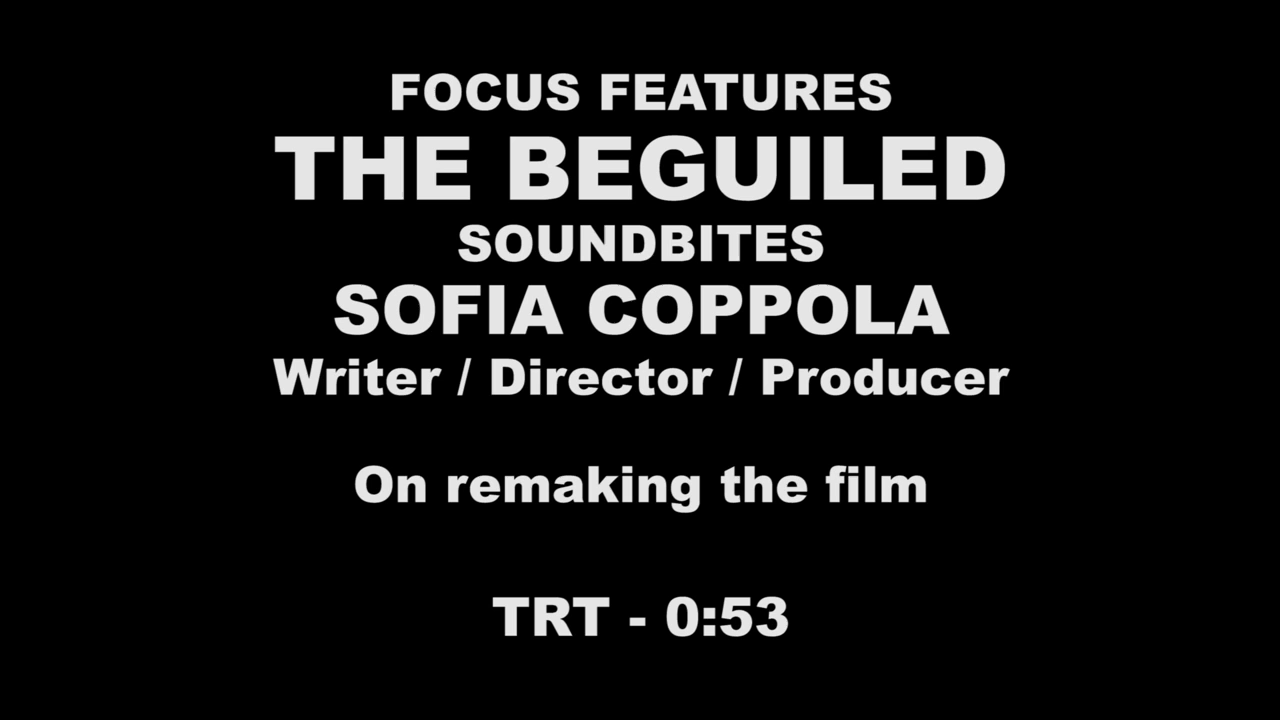 FOCUS FEATURES
THE BEGUILED
SOUNDBITES
SOFIA COPPOLA
Writer / Director / Producer
On remaking the film
TRT - 0:53